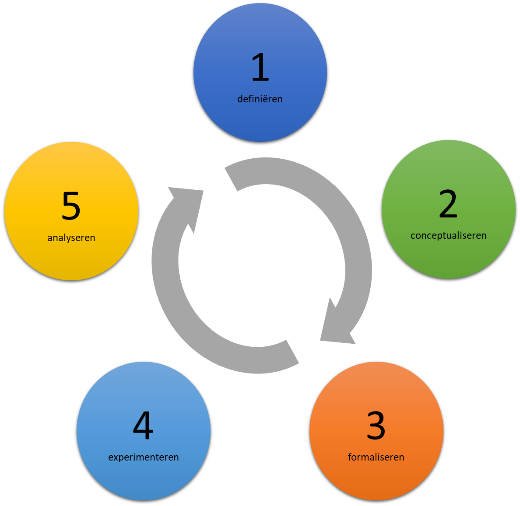 1
definiëren
2
conceptualiseren
3
formaliseren
4
experimenteren
5
analyseren